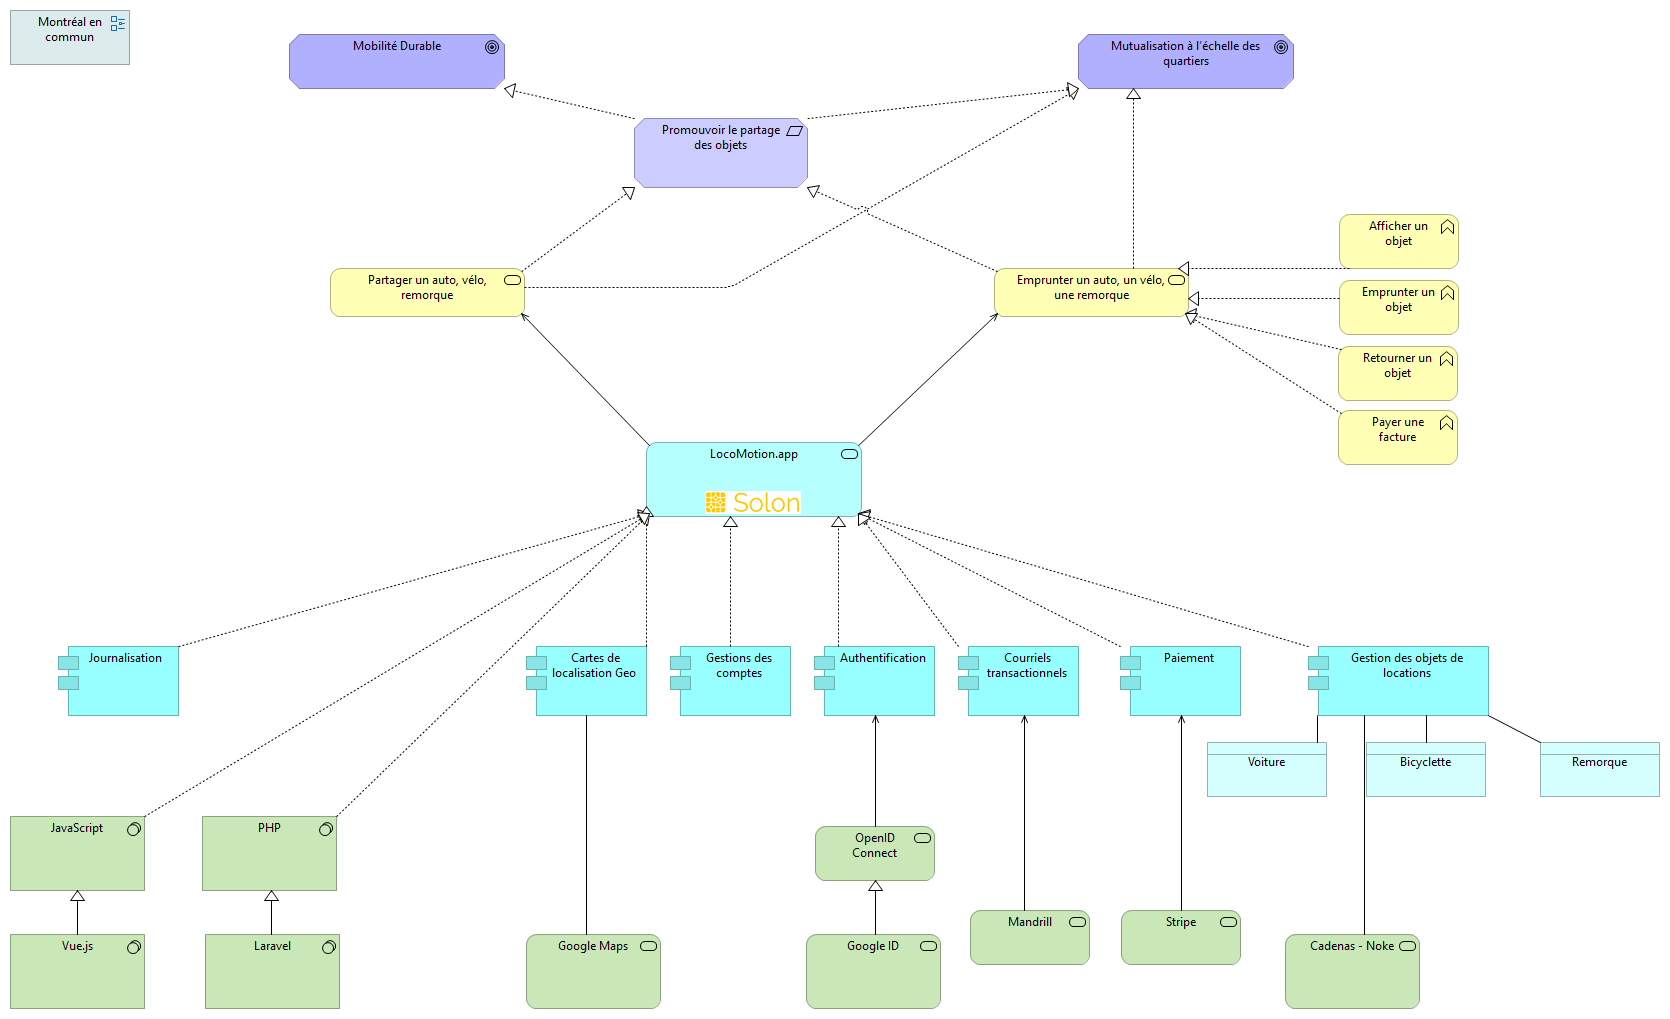 Montréal en
commun
Mobilité Durable
Mutualisation à l'échelle des
quartiers
Promouvoir le partage
des objets
Afficher un
objet
Partager un auto, vélo,
remorque
Emprunter un auto, un vélo,
une remorque
Emprunter un
objet
Retourner un
objet
Payer une
facture
LocoMotion.app
Solon
Journalisation
Cartes de
localisation Geo
Gestions des
comptes
Authentification
Courriels
transactionnels
Paiement
Gestion des objets de
locations
Voiture
Bicyclette
Remorque
JavaScript
PHP
OpenID
Connect
Vue.js
Laravel
Google Maps
Google ID
Mandrill
Stripe
Cadenas - Noke